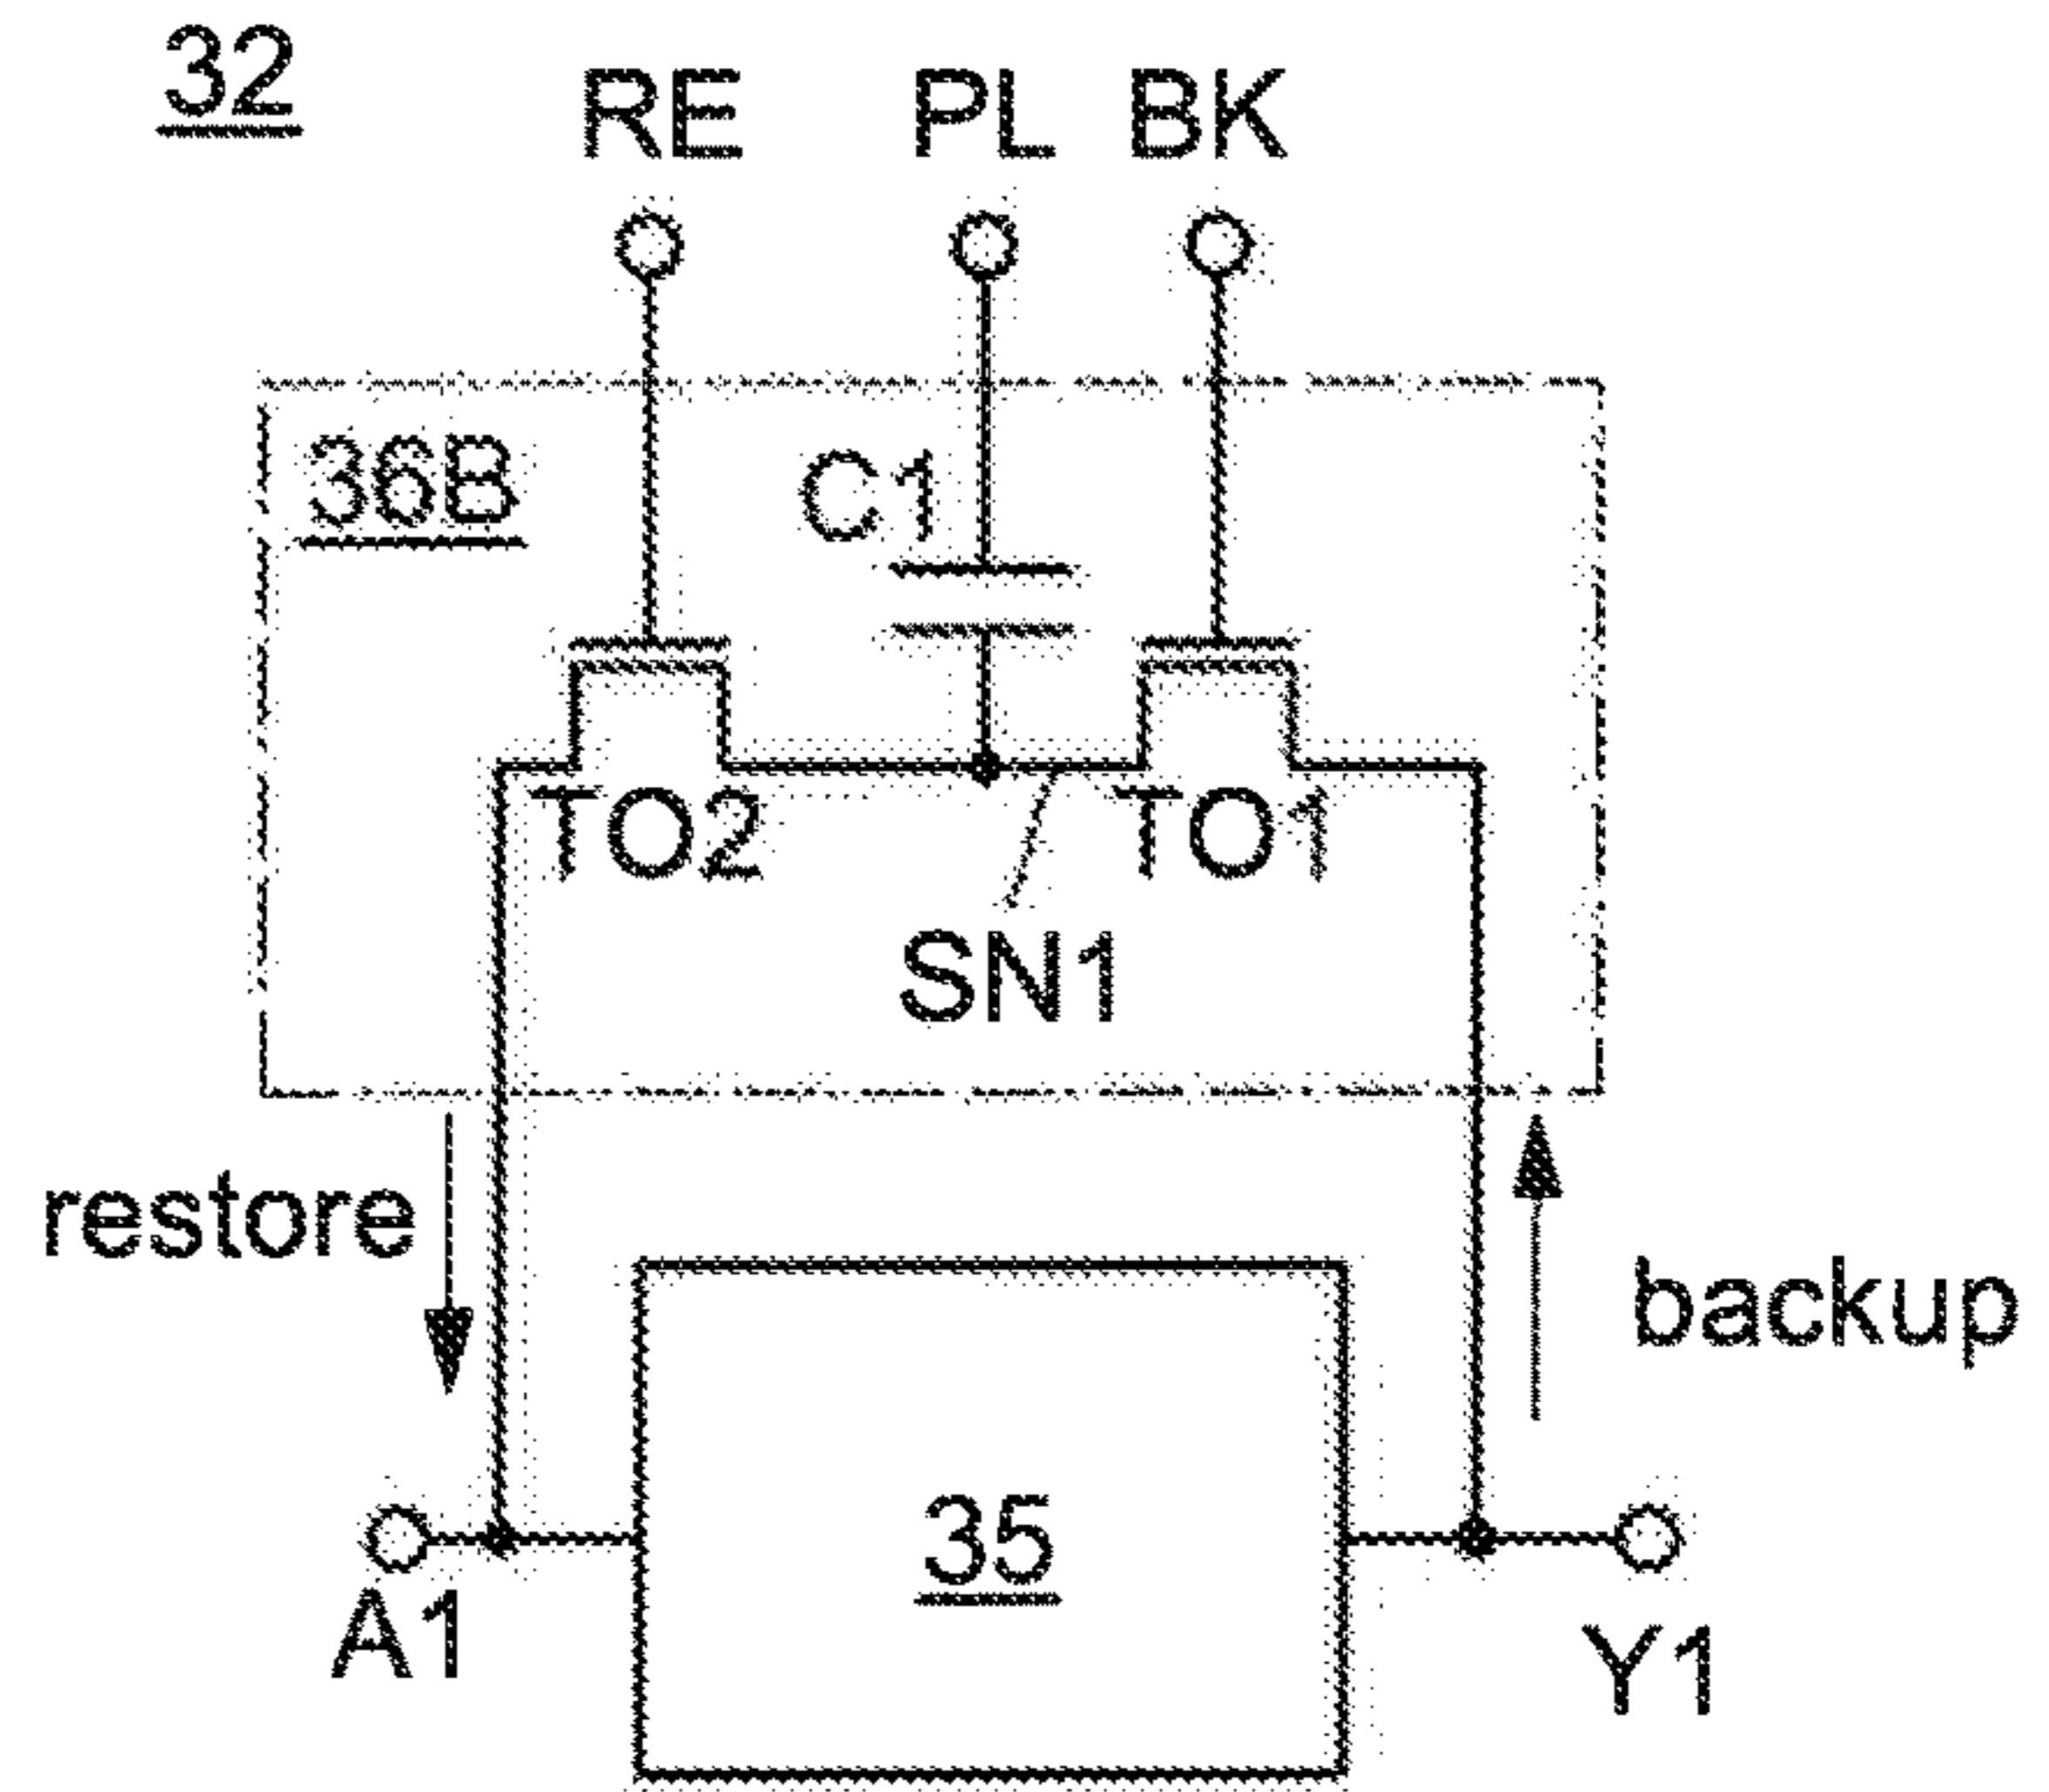 32
RE PL BK
36B
C1
TO2 TO1
SN1
restore
backup
35
A1
Y1